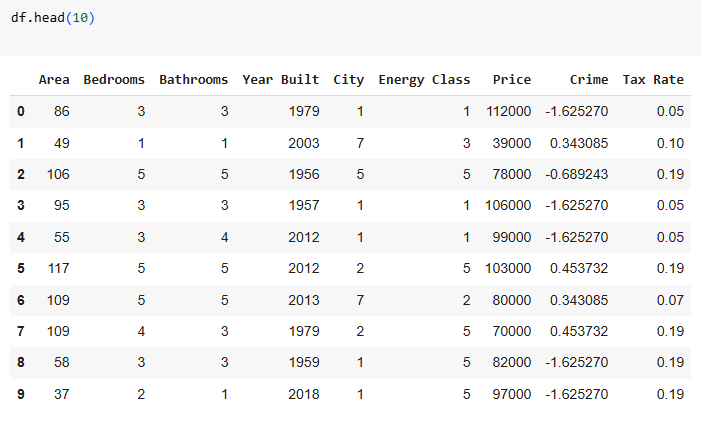 df.head(10)
Area Bedrooms Bathrooms Year Built City Energy Class Price Crime Tax Rate
0 86 3 3 1979 1 1 112000 -1.625270 0.05
1 49 1 1 2003 7 3 39000 0.343085 0.10
2 106 5 5 1956 5 5 78000 -0.689243 0.19
3 95 3 3 1957 1 1 106000 -1.625270 0.05
4 55 3 4 2012 1 1 99000 -1.625270 0.05
5 117 5 5 2012 2 5 103000 0.453732 0.19
6 109 5 5 2013 7 2 80000 0.343085 0.07
7 109 4 3 1979 2 5 70000 0.453732 0.19
8 58 3 3 1959 1 5 82000 -1.625270 0.19
9 37 2 1 2018 1 5 97000 -1.625270 0.19